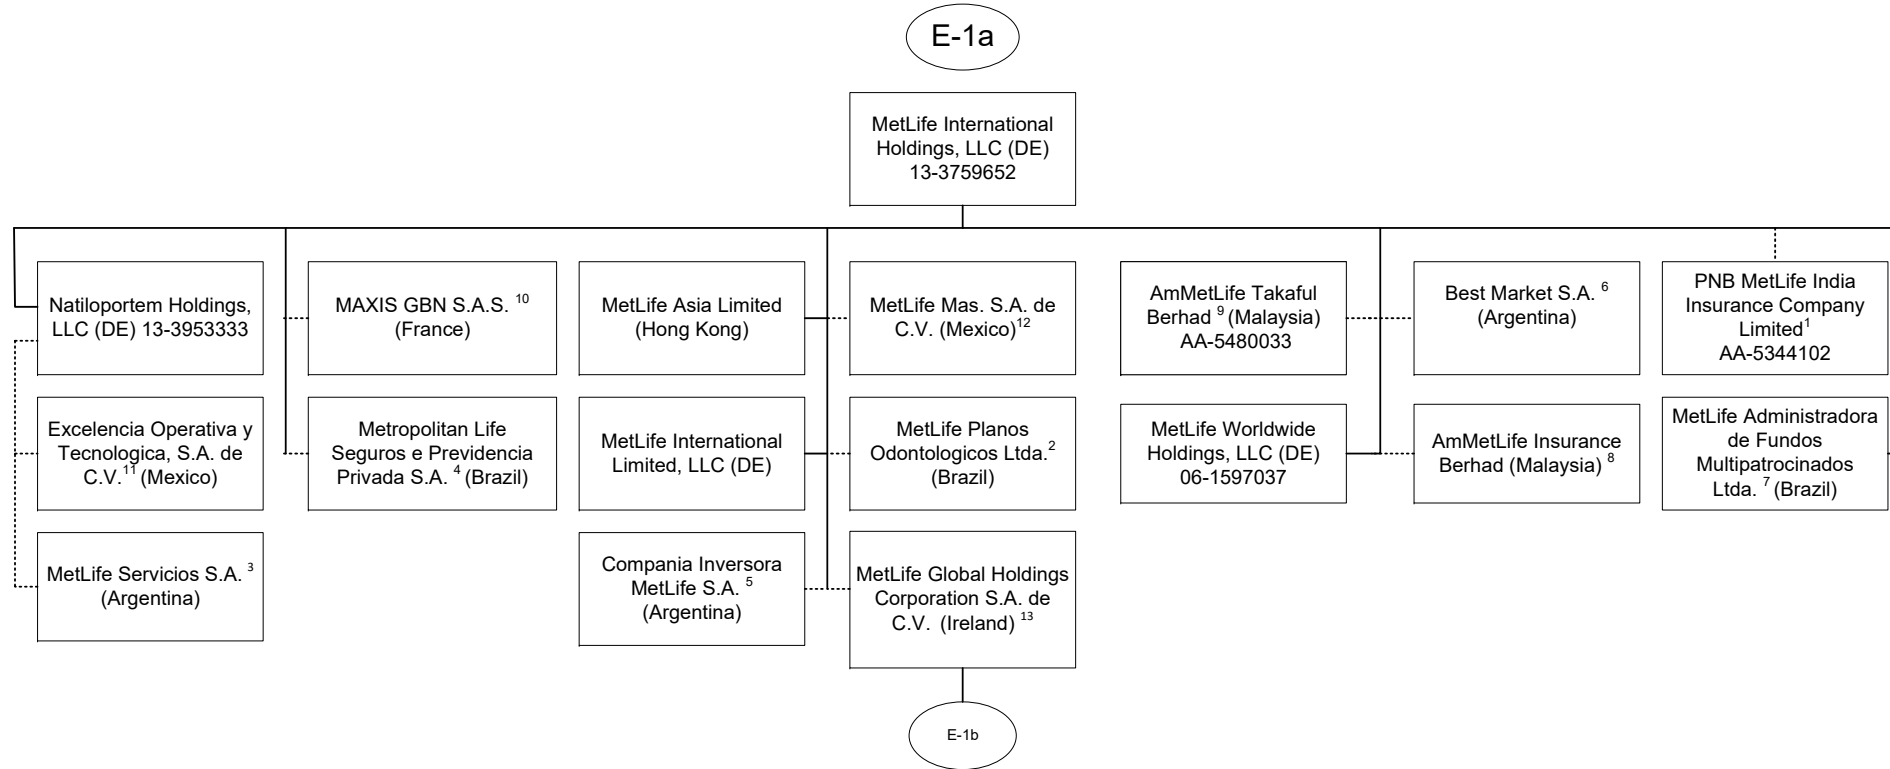 E-1a
MetLife International
Holdings, LLC (DE)
13-3759652
Natiloportem Holdings,
LLC (DE) 13-3953333
MAXIS GBN S.A.S. 10
(France)
MetLife Asia Limited
(Hong Kong)
MetLife Mas. S.A. de
C.V. (Mexico)12
AmMetLife Takaful
Berhad 9 (Malaysia)
AA-5480033
Best Market S.A. 6
(Argentina)
PNB MetLife India
Insurance Company
Limited1
AA-5344102
Excelencia Operativa y
Tecnologica, S.A. de
C.V.11 (Mexico)
Metropolitan Life
Seguros e Previdencia
Privada S.A. 4 (Brazil)
MetLife International
Limited, LLC (DE)
MetLife Planos
Odontologicos Ltda.2
(Brazil)
MetLife Worldwide
Holdings, LLC (DE)
06-1597037
AmMetLife Insurance
Berhad (Malaysia) 8
MetLife Administradora
de Fundos
Multipatrocinados
Ltda. 7 (Brazil)
MetLife Servicios S.A. 3
(Argentina)
Compania Inversora
MetLife S.A. 5
(Argentina)
MetLife Global Holdings
Corporation S.A. de
C.V. (Ireland) 13
E-1b